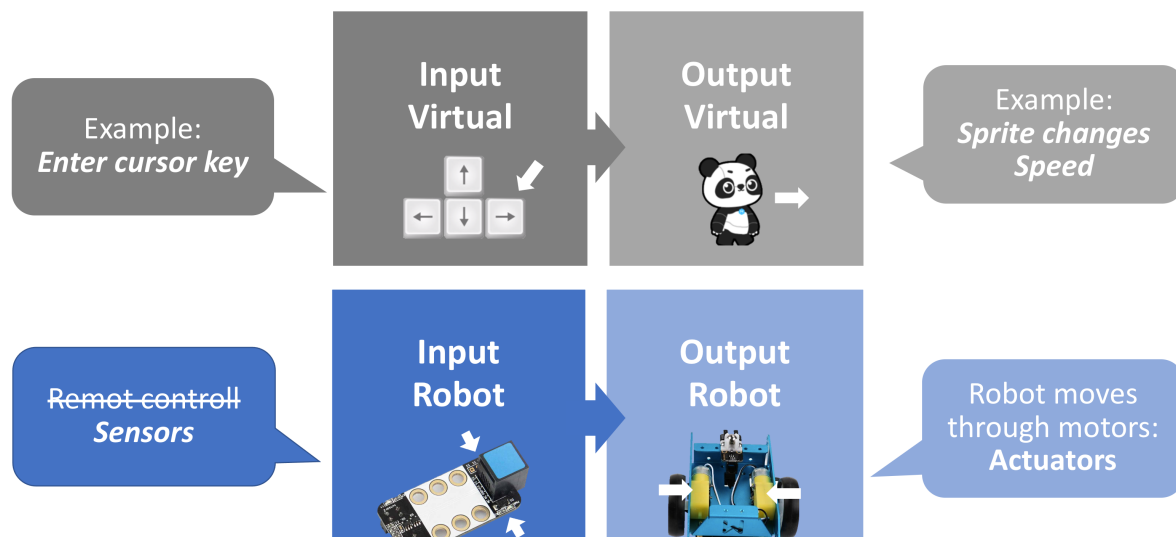 Example:
Enter cursor key
Input
Virtual
Output
Virtual
Example:
Sprite changes
Speed
Remot controll
Sensors
Input
Robot
Output
Robot
Robot moves
through motors:
Actuators